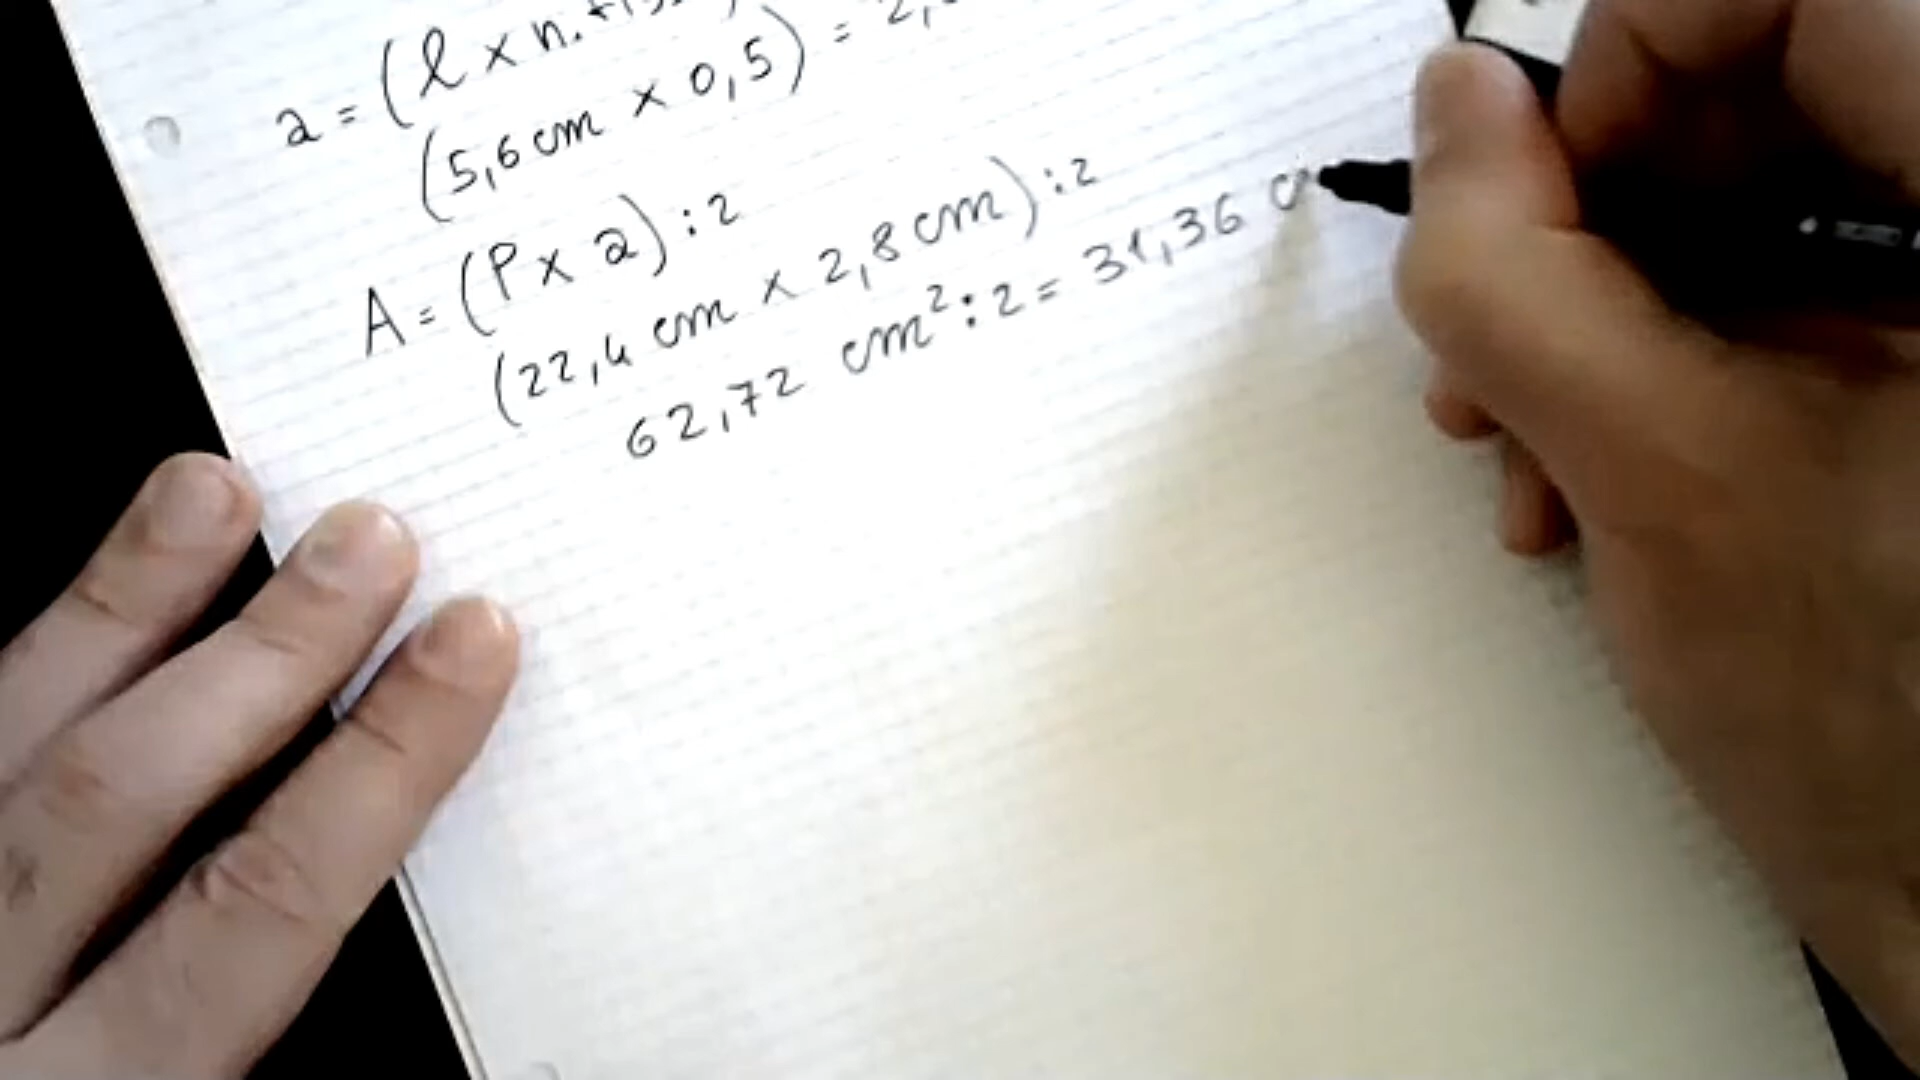 a = (l x n.
(5,6 cm x 0,5) = 2,
A = (P x a) : 2
(22,4 cm x 2,8 cm) : 2
62,72 cm² : 2 = 31,36 c